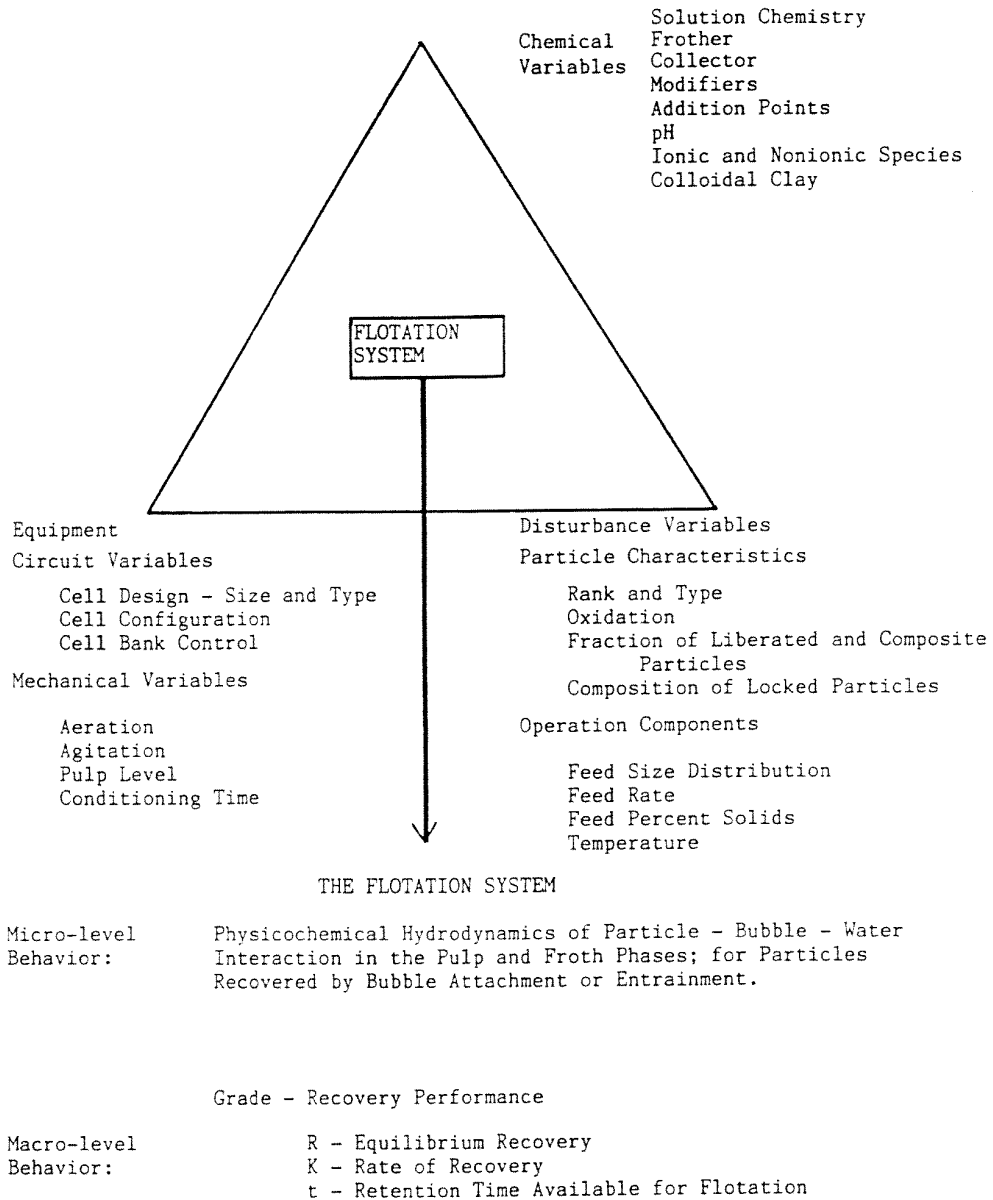 Chemical
Variables
Solution Chemistry
Frother
Collector
Modifiers
Addition Points
pH
Ionic and Nonionic Species
Colloidal Clay
FLOTATION
SYSTEM
Equipment
Circuit Variables
Cell Design - Size and Type
Cell Configuration
Cell Bank Control
Mechanical Variables
Aeration
Agitation
Pulp Level
Conditioning Time
Disturbance Variables
Particle Characteristics
Rank and Type
Oxidation
Fraction of Liberated and Composite
Particles
Composition of Locked Particles
Operation Components
Feed Size Distribution
Feed Rate
Feed Percent Solids
Temperature
THE FLOTATION SYSTEM
Micro-level
Behavior:
Physicochemical Hydrodynamics of Particle - Bubble - Water
Interaction in the Pulp and Froth Phases; for Particles
Recovered by Bubble Attachment or Entrainment.
Grade - Recovery Performance
Macro-level
Behavior:
R - Equilibrium Recovery
K - Rate of Recovery
t - Retention Time Available for Flotation